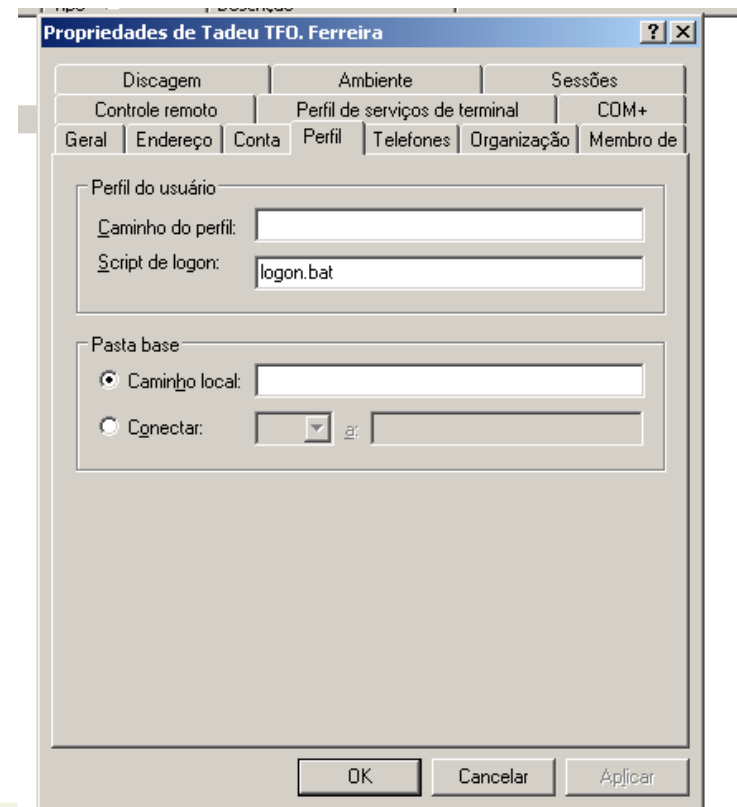 Propriedades de Tadeu TFO. Ferreira
Discagem Ambiente Sessões
Controle remoto Perfil de serviços de terminal COM+
Geral Endereço Conta Perfil Telefones Organização Membro de
Perfil do usuário
Caminho do perfil:
Script de logon: logon.bat
Pasta base
Caminho local:
Conectar: a:
OK Cancelar Aplicar